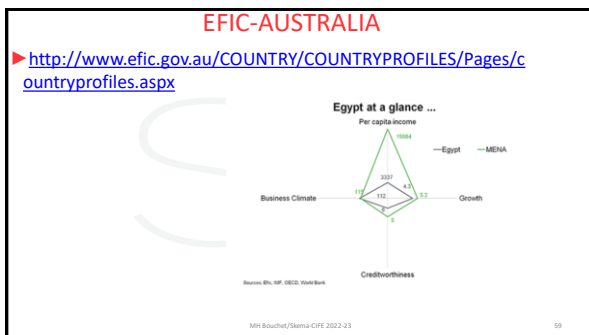 EFIC-AUSTRALIA
►http://www.efic.gov.au/COUNTRY/COUNTRYPROFILES/Pages/c
ountryprofiles.aspx
Egypt at a glance ...
Per capita income
15984
Egypt
MENA
3337
4.3
115
112
5.2
Business Climate
Growth
6
5
Creditworthiness
Sources: Efic, IMF, OECD, World Bank
MH Bouchet/Skema-CIFE 2022-23
59